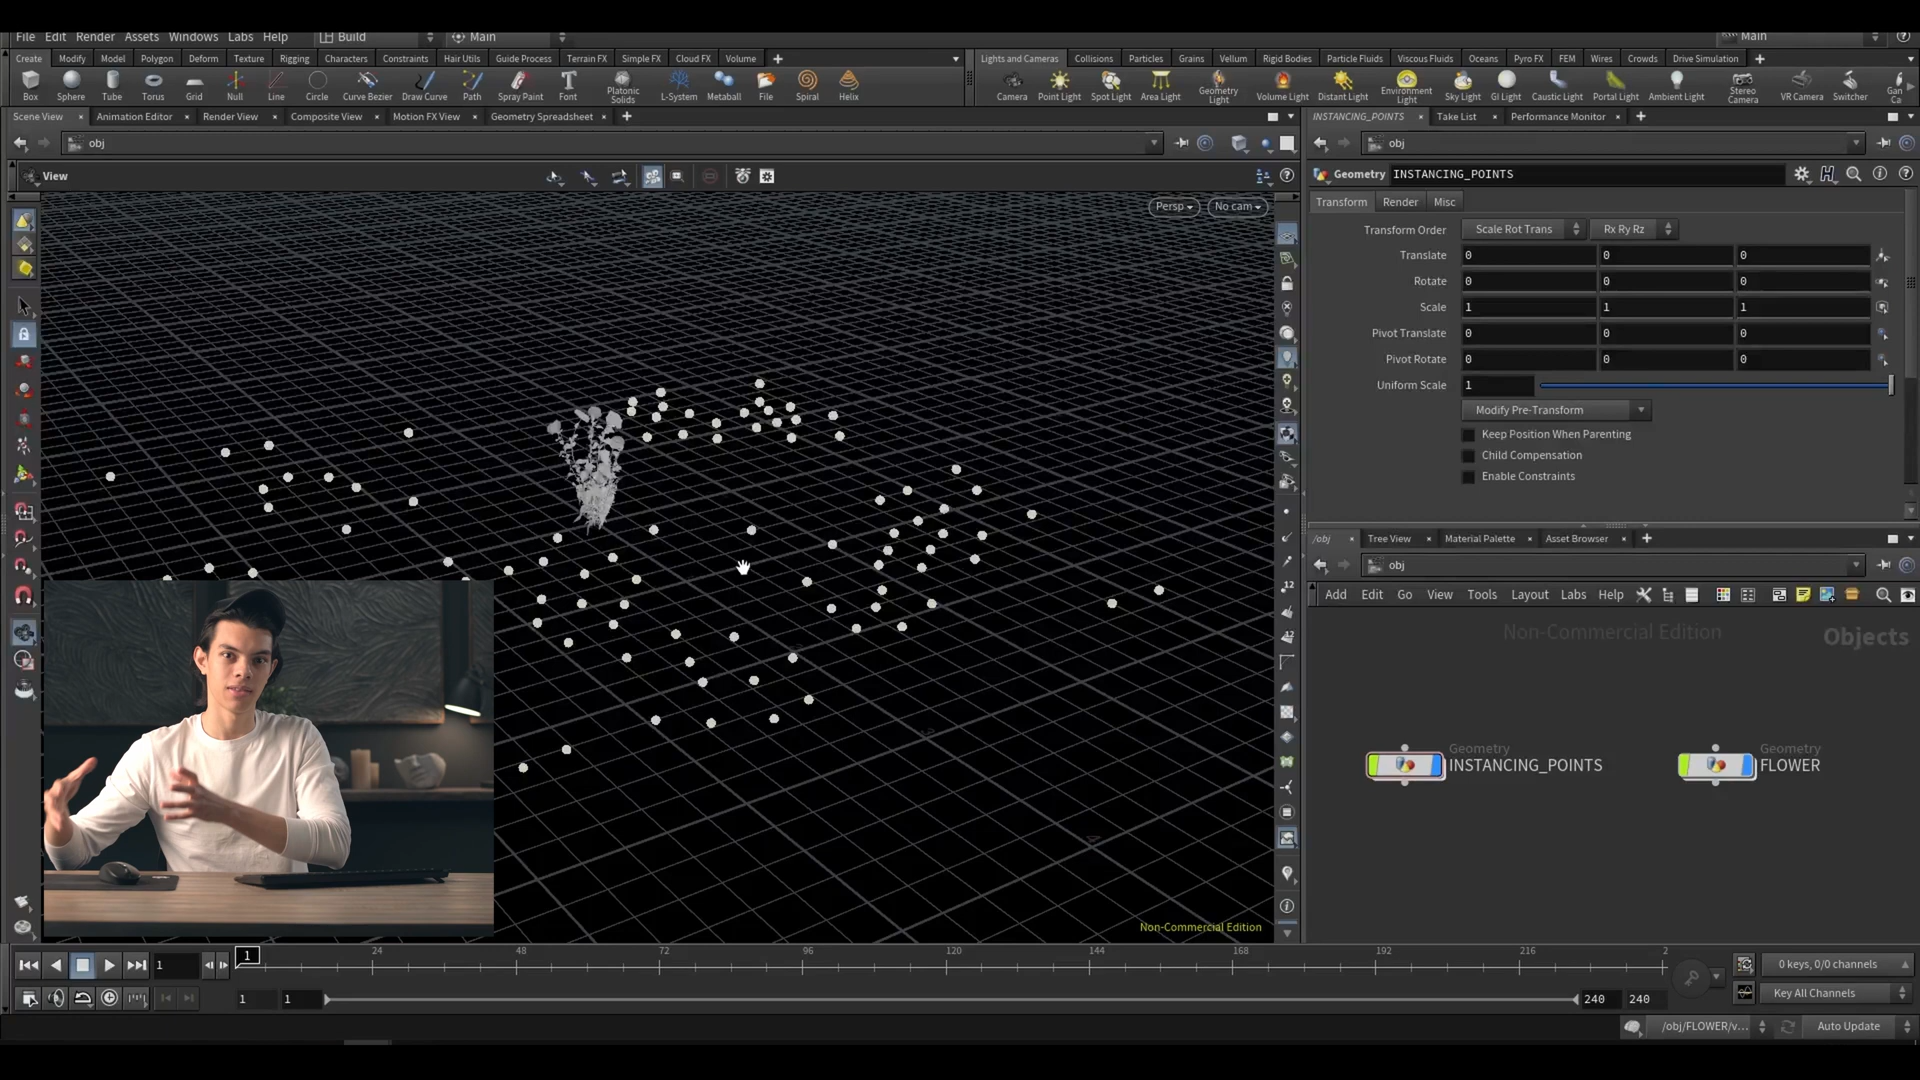 File Edit Render Assets Windows Labs Help Build Main Main
Create Modify Model Polygon Deform Texture Rigging Characters Constraints Hair Utils Guide Process Terrain FX Simple FX Cloud FX Volume
Lights and Cameras Collisions Particles Grains Vellum Rigid Bodies Particle Fluids Viscous Fluids Oceans Pyro FX FEM Wires Crowds Drive Simulation
Box Sphere Tube Torus Grid Null Line Circle Curve Bezier Draw Curve Path Spray Paint Font Platonic Solids L-System Metaball File Spiral Helix
Camera Point Light Spot Light Area Light Geometry Light Volume Light Distant Light Environment Light Sky Light GI Light Caustic Light Portal Light Ambient Light Stereo Camera VR Camera Switcher Gan Ca
Scene View Animation Editor Render View Composite View Motion FX View Geometry Spreadsheet
INSTANCING_POINTS Take List Performance Monitor
obj
obj
View
Geometry INSTANCING_POINTS
Persp No cam
Transform Render Misc
Transform Order Scale Rot Trans Rx Ry Rz
Translate 0 0 0
Rotate 0 0 0
Scale 1 1 1
Pivot Translate 0 0 0
Pivot Rotate 0 0 0
Uniform Scale 1
Modify Pre-Transform
Keep Position When Parenting
Child Compensation
Enable Constraints
/obj Tree View Material Palette Asset Browser
obj
Add Edit Go View Tools Layout Labs Help
Non-Commercial Edition Objects
Geometry
INSTANCING_POINTS
Geometry
FLOWER
Non-Commercial Edition
12
12
1 1 24 48 72 96 120 144 168 192 216 2
0 keys, 0/0 channels
1 1 240 240
Key All Channels
/obj/FLOWER/v... Auto Update